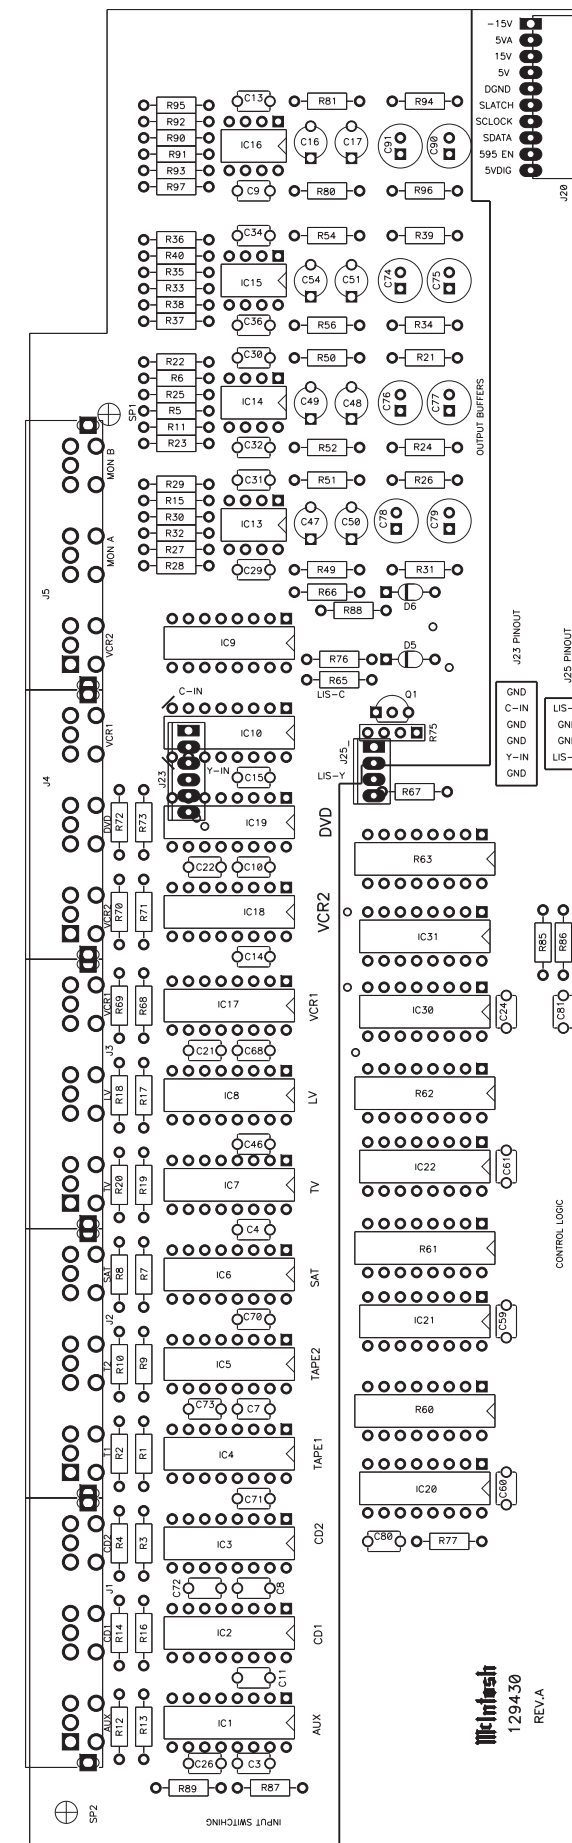 -15V
5VA
15V
5V
DGND
SLATCH
SCLOCK
SDATA
595 EN
5VDIG
J20
C13
R81
R94
R95
R92
R90
R91
R93
R97
IC16
C16
C17
C91
C90
C9
R80
R96
C34
R54
R39
R36
R40
R35
R33
R38
R37
IC15
C54
C51
C74
C75
C36
R56
R34
C30
R50
R21
R22
R6
R25
R5
R11
R23
SP1
IC14
C49
C48
C76
C77
OUTPUT BUFFERS
C32
R52
R24
MON B
C31
R51
R26
R29
R15
R30
R32
R27
R28
IC13
C47
C50
C78
C79
MON A
C29
R49
R31
J5
R66
R88
D6
IC9
VCR2
R76
D5
R65
J23 PINOUT
J25 PINOUT
C-IN
LIS-C
Q1
GND
C-IN
GND
GND
Y-IN
GND
LIS-
GN
GN
LIS-
VCR1
IC10
R75
J25
J23
Y-IN
C15
LIS-Y
J4
R67
DVD
R72
R73
IC19
DVD
R63
C22
C10
VCR2
R70
R71
IC18
VCR2
IC31
R85
R86
C14
VCR1
R69
R68
IC17
VCR1
IC30
C24
C81
J3
C21
C68
LV
R18
R17
IC8
LV
R62
C46
TV
R20
R19
IC7
TV
IC22
C61
C4
CONTROL LOGIC
SAT
R8
R7
IC6
SAT
R61
J2
C70
IC21
C59
T2
R10
R9
IC5
TAPE2
C73
C7
R60
T1
R2
R1
IC4
TAPE1
C71
IC20
C60
CD2
R4
R3
IC3
CD2
C80
R77
J1
C72
C8
CD1
R14
R16
IC2
CD1
C11
McIntosh
129430
REV.A
AUX
R12
R13
IC1
AUX
C26
C3
R89
R87
SP2
INPUT SWITCHING